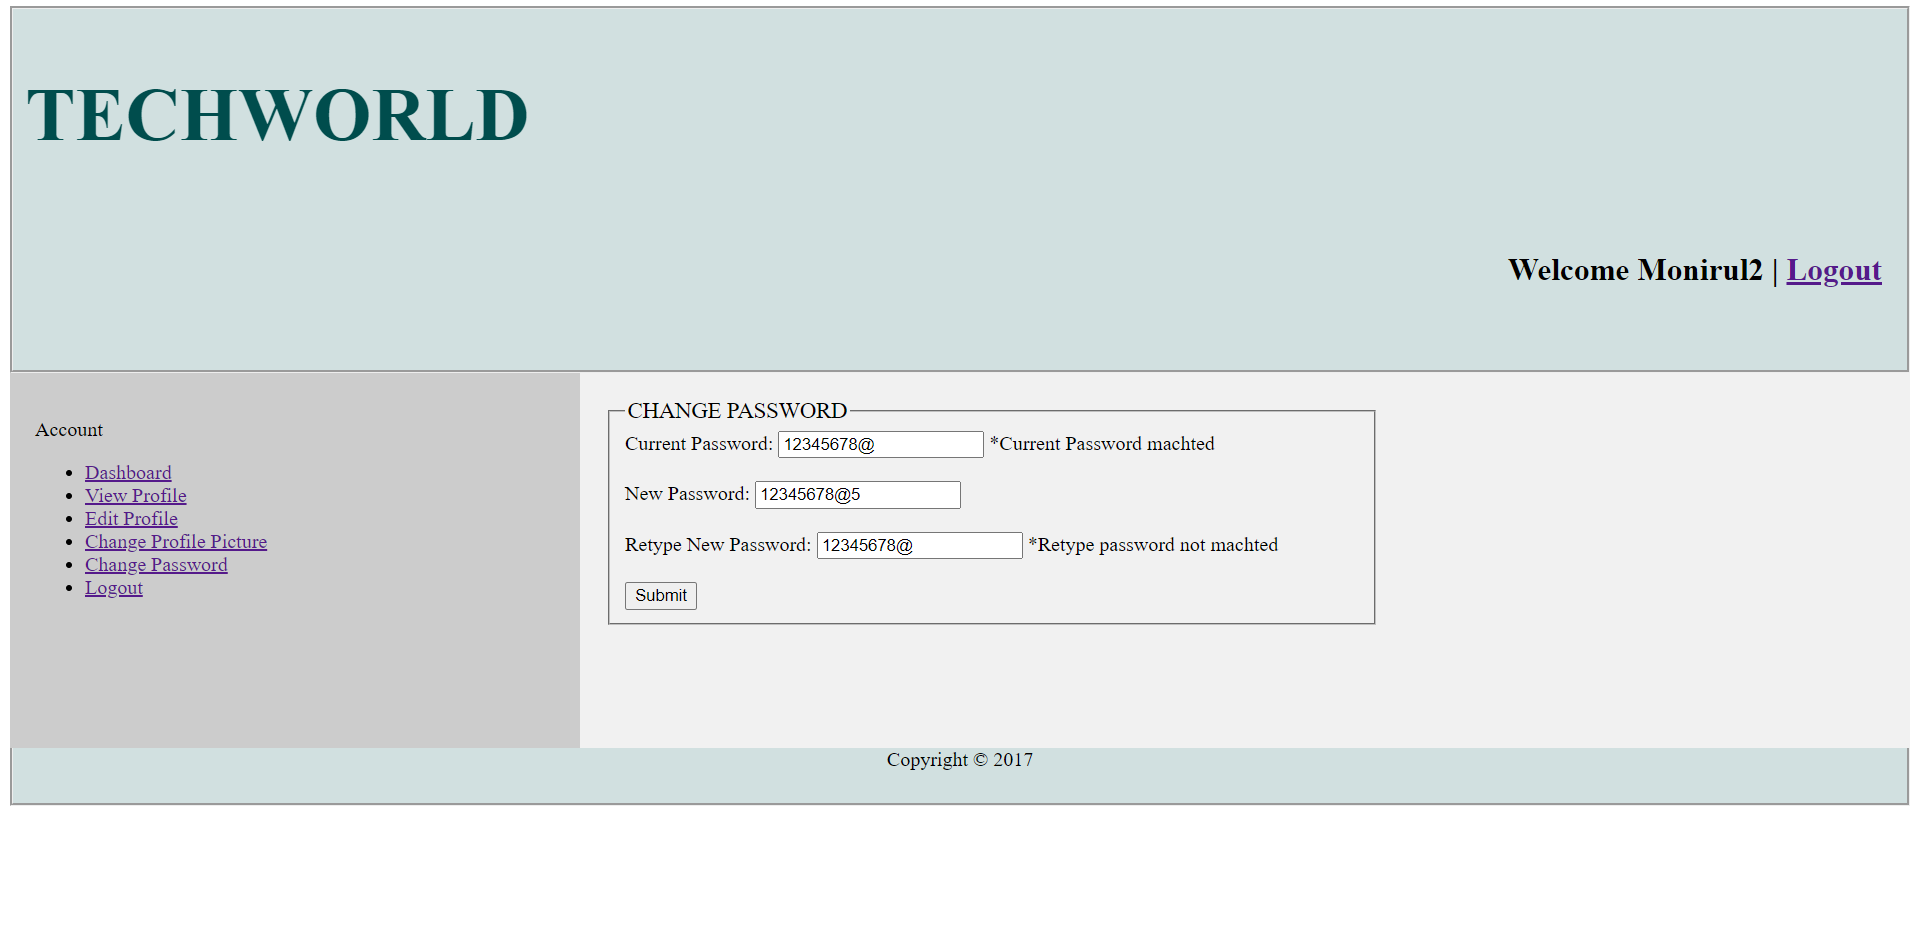 TECHWORLD
Welcome Monirul2 | Logout
Account
Dashboard
View Profile
Edit Profile
Change Profile Picture
Change Password
Logout
CHANGE PASSWORD
Current Password: 12345678@ *Current Password machted
New Password: 12345678@5
Retype New Password: 12345678@ *Retype password not machted
Submit
Copyright © 2017